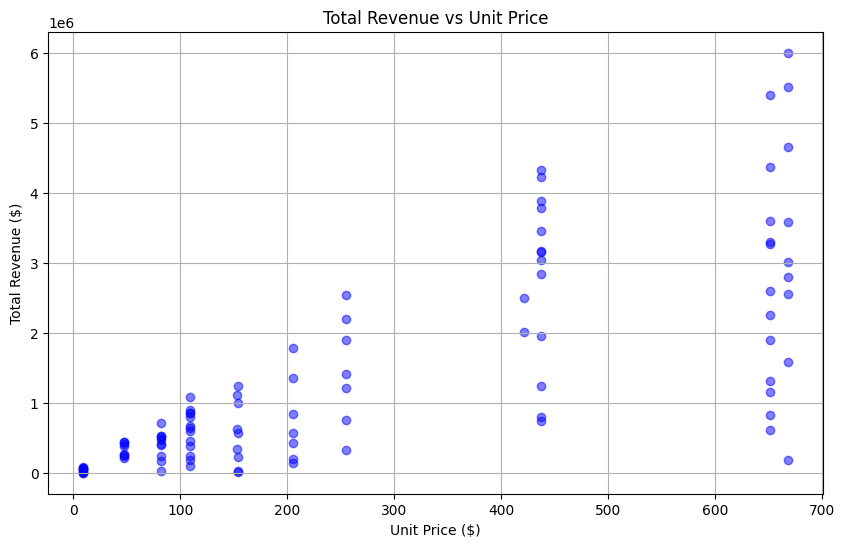 Total Revenue vs Unit Price
1e6
6
5
4
3
2
1
0
Total Revenue ($)
0 100 200 300 400 500 600 700
Unit Price ($)